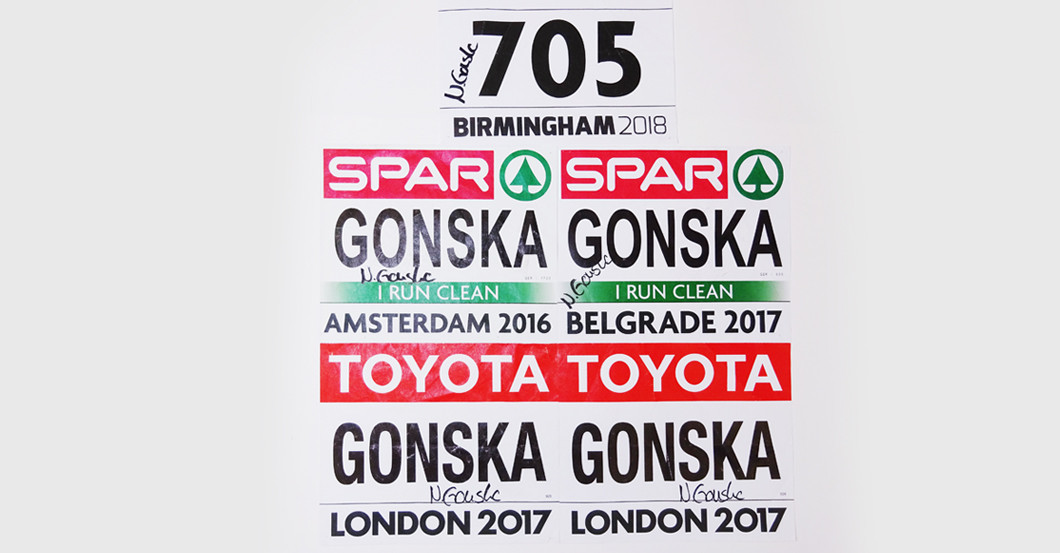 705
N.Gonska
BIRMINGHAM 2018
SPAR SPAR
GONSKA GONSKA
N.Gonska N.Gonska
I RUN CLEAN I RUN CLEAN
AMSTERDAM 2016 BELGRADE 2017
TOYOTA TOYOTA
GONSKA GONSKA
N.Gonska N.Gonska
LONDON 2017 LONDON 2017